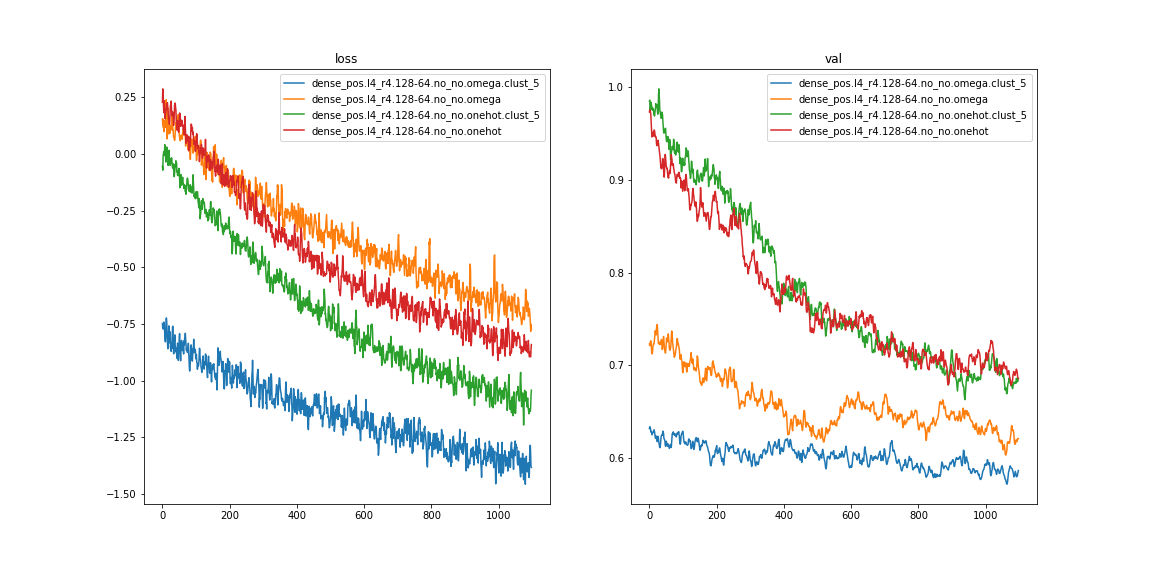 loss
dense_pos.l4_r4.128-64.no_no.omega.clust_5
dense_pos.l4_r4.128-64.no_no.omega
dense_pos.l4_r4.128-64.no_no.onehot.clust_5
dense_pos.l4_r4.128-64.no_no.onehot
0.25
0.00
−0.25
−0.50
−0.75
−1.00
−1.25
−1.50
0 200 400 600 800 1000
val
dense_pos.l4_r4.128-64.no_no.omega.clust_5
dense_pos.l4_r4.128-64.no_no.omega
dense_pos.l4_r4.128-64.no_no.onehot.clust_5
dense_pos.l4_r4.128-64.no_no.onehot
1.0
0.9
0.8
0.7
0.6
0 200 400 600 800 1000